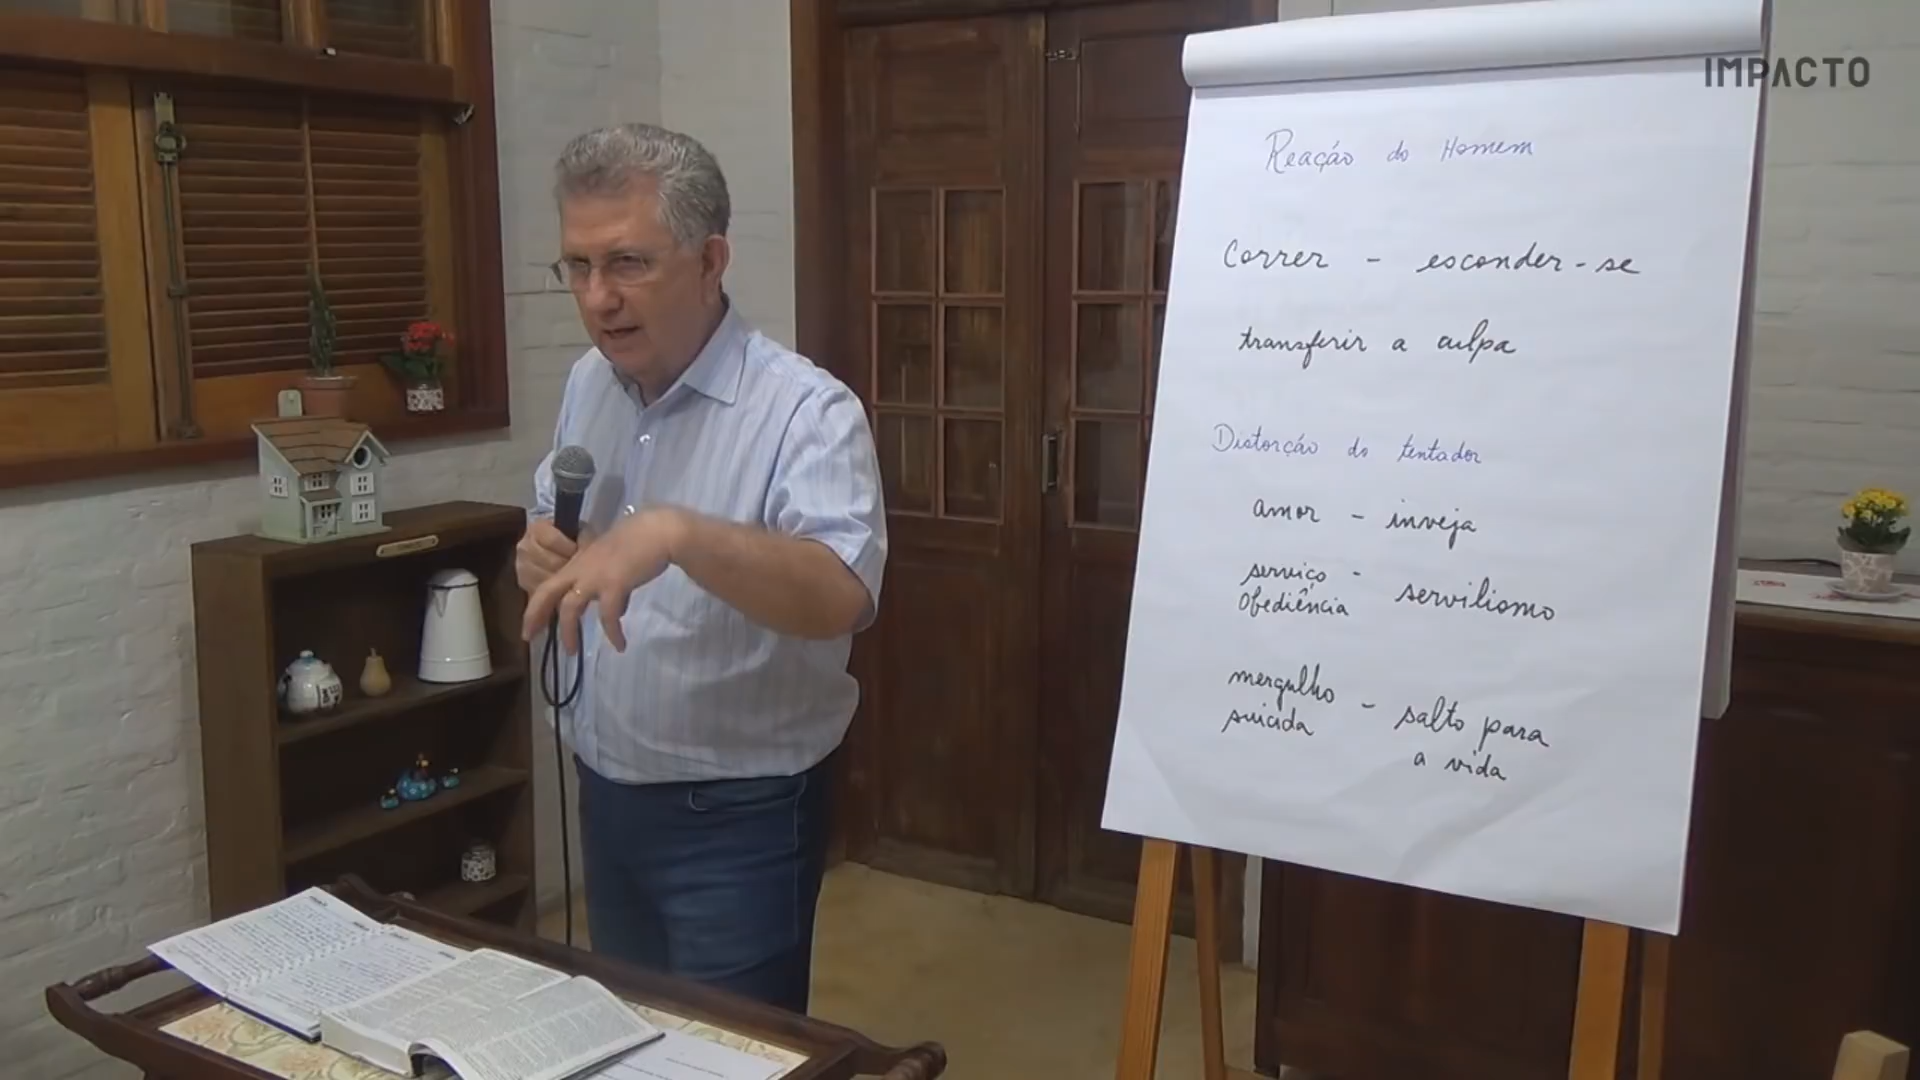 IMPACTO
Reação do Homem
Correr - esconder-se
transferir a culpa
Distorção do tentador
amor - inveja
serviço - servilismo
Obediência
mergulho - salto para
suicida a vida